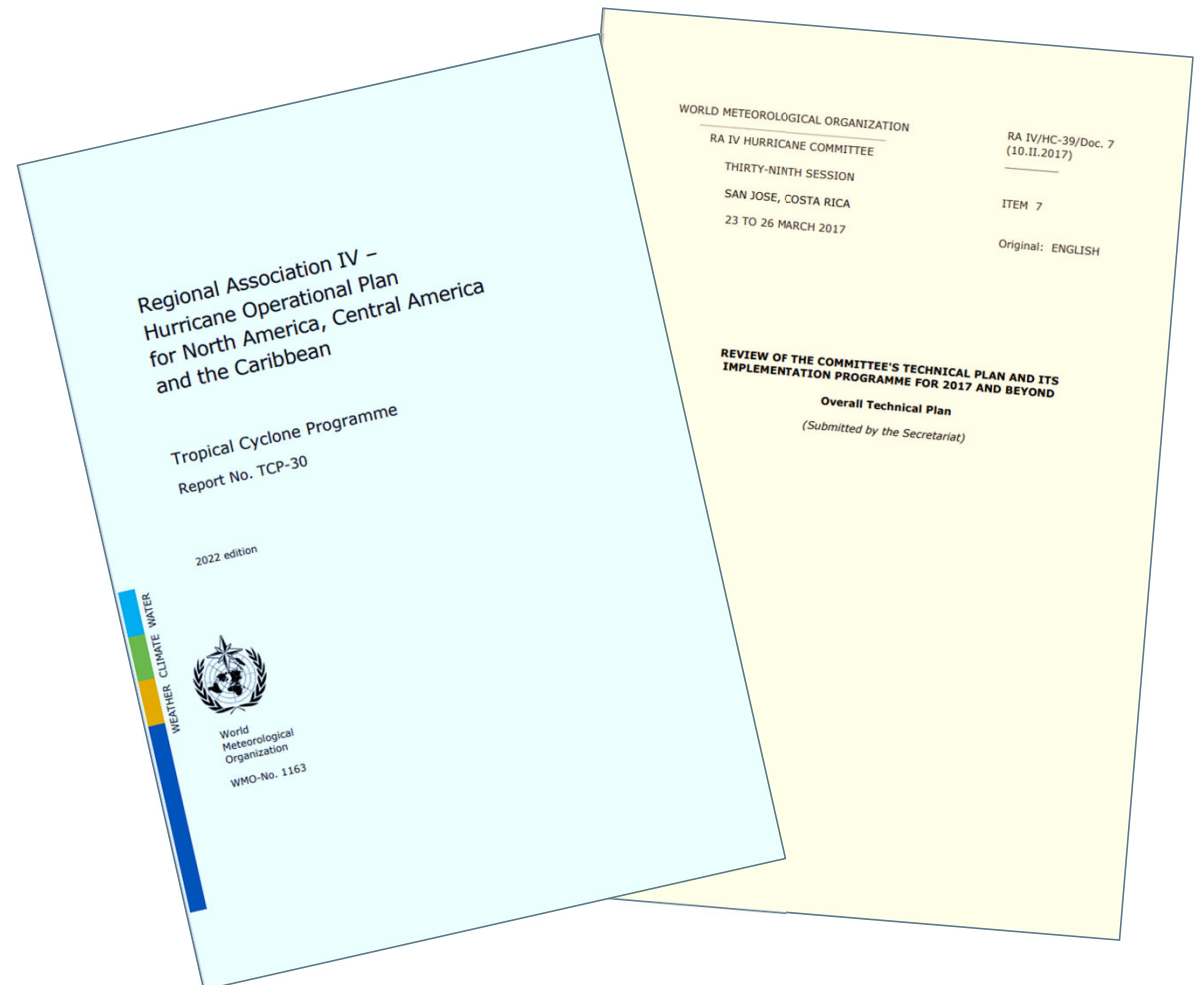 Regional Association IV –
Hurricane Operational Plan
for North America, Central America
and the Caribbean
Tropical Cyclone Programme
Report No. TCP-30
2022 edition
WEATHER CLIMATE WATER
World
Meteorological
Organization
WMO-No. 1163
WORLD METEOROLOGICAL ORGANIZATION
RA IV HURRICANE COMMITTEE
THIRTY-NINTH SESSION
SAN JOSE, COSTA RICA
23 TO 26 MARCH 2017
RA IV/HC-39/Doc. 7
(10.II.2017)
ITEM 7
Original: ENGLISH
REVIEW OF THE COMMITTEE'S TECHNICAL PLAN AND ITS
IMPLEMENTATION PROGRAMME FOR 2017 AND BEYOND
Overall Technical Plan
(Submitted by the Secretariat)